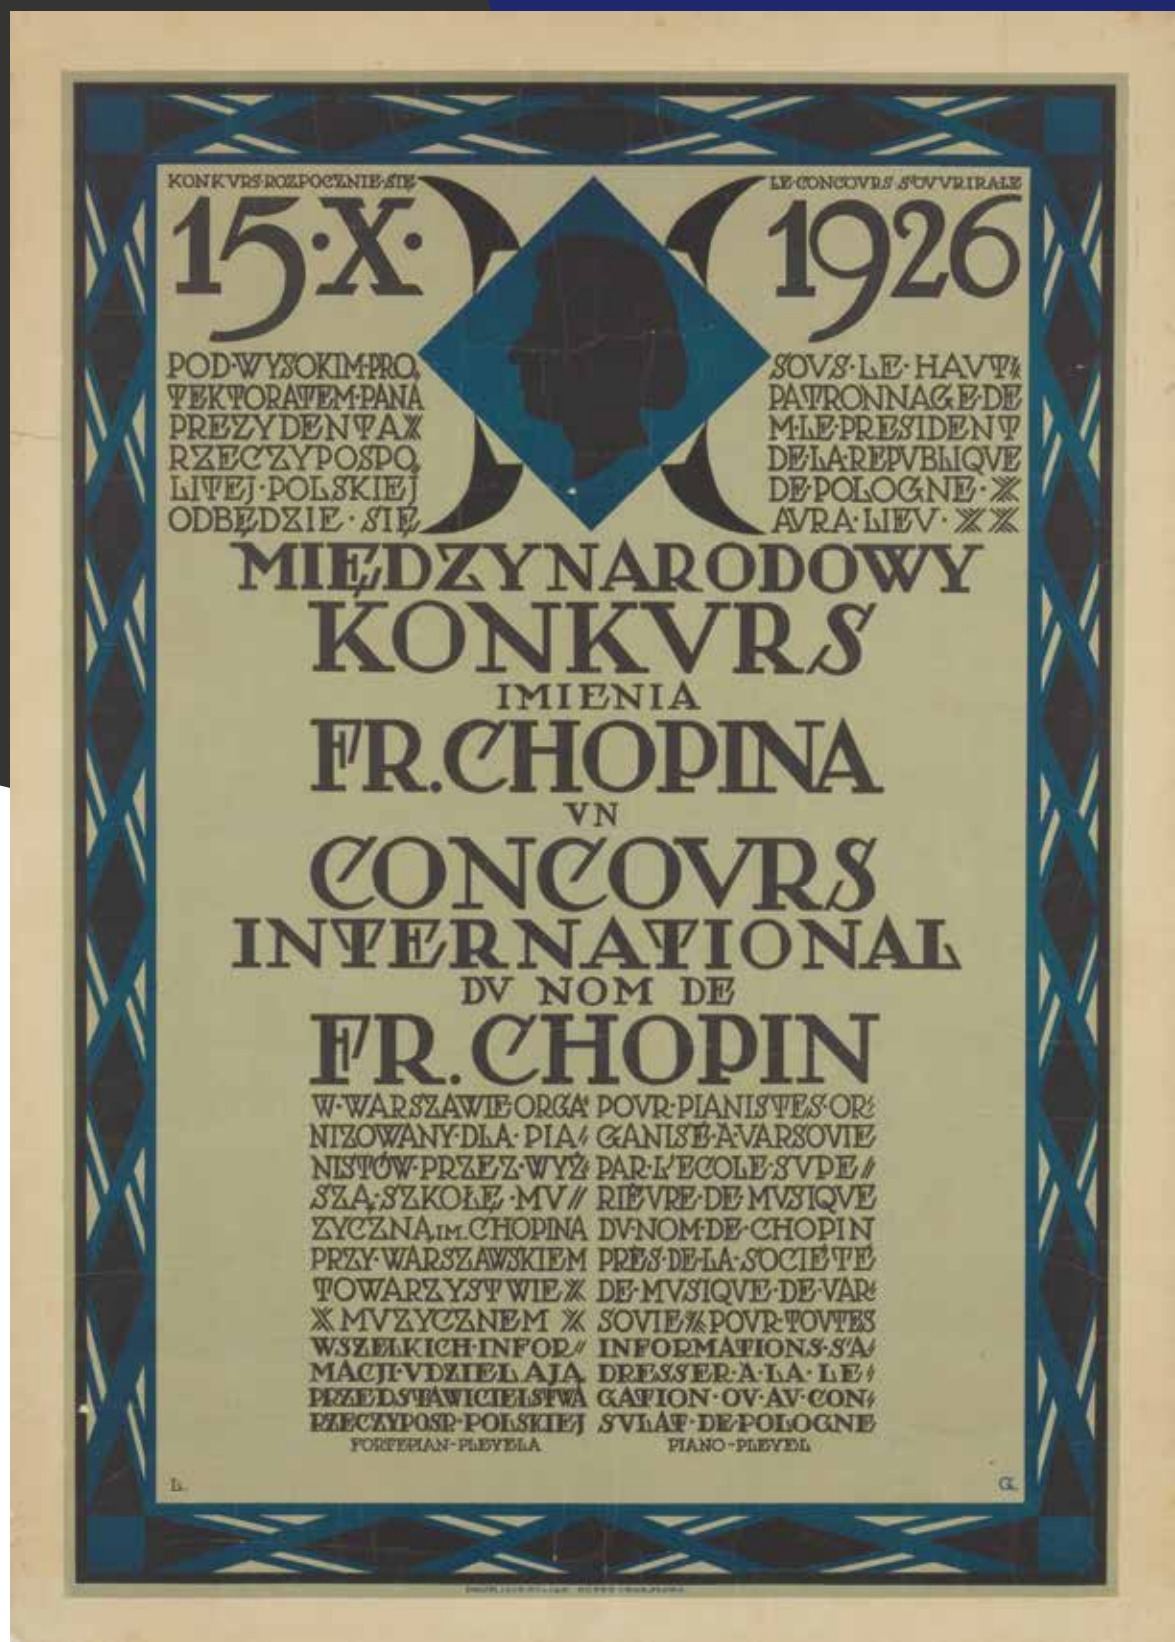 KONKVRS·ROZPOCZNIE·SIĘ
15·X·
POD·WYSOKIM·PRO,
TEKTORATEM·PANA
PREZYDENTA
RZECZYPOSPO,
LITEJ·POLSKIEJ
ODBĘDZIE·SIĘ
LE·CONCOVRS S'OVVRIRALE
1926
SOVS·LE·HAVT
PATRONNAGE·DE
M·LE·PRESIDENT
DE·LA·REPVBLIQVE
DE·POLOGNE·
AVRA·LIEV·
MIĘDZYNARODOWY
KONKVRS
IMIENIA
FR.CHOPINA
VN
CONCOVRS
INTERNATIONAL
DV NOM DE
FR.CHOPIN
W·WARSZAWIE ORGA
NIZOWANY·DLA·PIA
NISTÓW·PRZEZ·WYŻ
SZĄ·SZKOŁĘ·MV//
ZYCZNĄ IM. CHOPINA
PRZY·WARSZAWSKIEM
TOWARZYSTWIE
MVZYCZNEM
WSZELKICH·INFOR//
MACJI·VDZIELAJĄ
PRZEDSTAWICIELSTWA
RZECZYPOSP·POLSKIEJ
FORTEPIAN-PLEYELA
POVR·PIANISTES·OR
GANISÉ·A·VARSOVIE
PAR·L'ECOLE·SVPE//
RIÈVRE·DE·MVSIQVE
DV·NOM·DE·CHOPIN
PRÈS·DE·LA·SOCIÉTÉ
DE·MVSIQVE·DE·VAR
SOVIE POVR·TOVTES
INFORMATIONS·S'A
DRESSER·À·LA·LE
GATION·OV·AV·CON
SVLAT·DE·POLOGNE
PIANO-PLEYEL
L.
G.